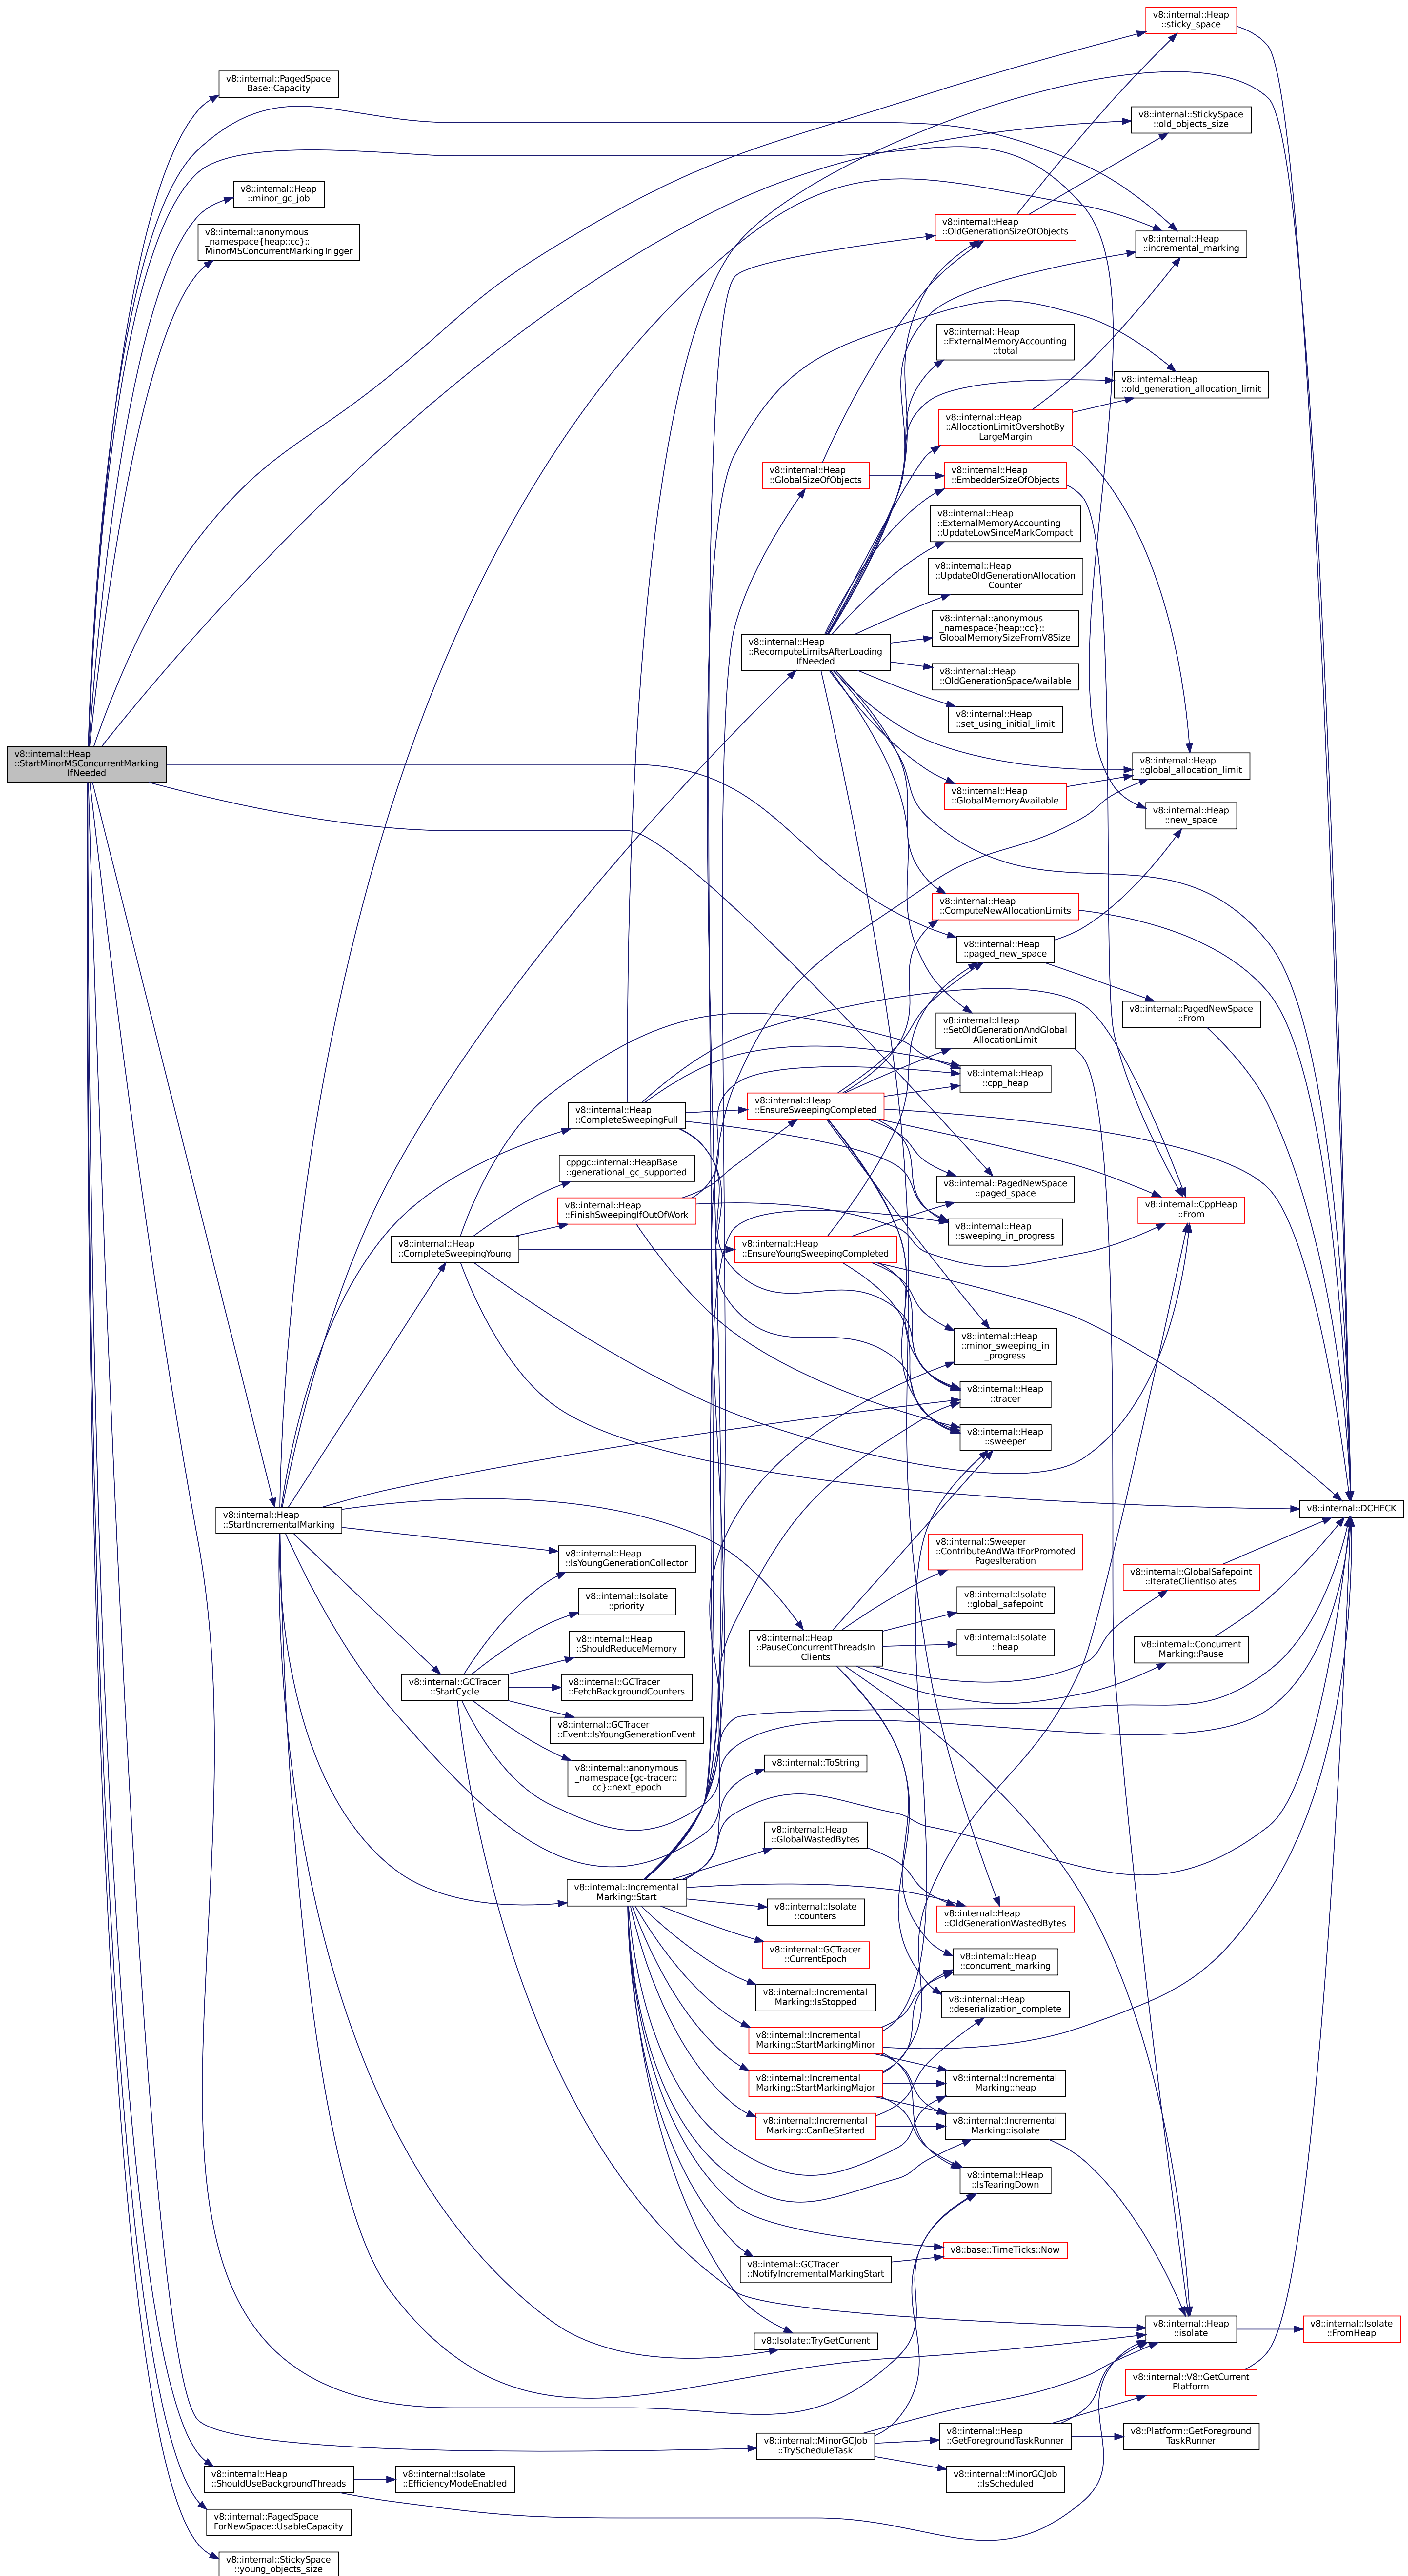 v8::internal::Heap
::sticky_space
v8::internal::PagedSpace
Base::Capacity
v8::internal::StickySpace
::old_objects_size
v8::internal::Heap
::minor_gc_job
v8::internal::anonymous
_namespace{heap::cc}::
MinorMSConcurrentMarkingTrigger
v8::internal::Heap
::OldGenerationSizeOfObjects
v8::internal::Heap
::incremental_marking
v8::internal::Heap
::ExternalMemoryAccounting
::total
v8::internal::Heap
::old_generation_allocation_limit
v8::internal::Heap
::AllocationLimitOvershotBy
LargeMargin
v8::internal::Heap
::GlobalSizeOfObjects
v8::internal::Heap
::EmbedderSizeOfObjects
v8::internal::Heap
::ExternalMemoryAccounting
::UpdateLowSinceMarkCompact
v8::internal::Heap
::UpdateOldGenerationAllocation
Counter
v8::internal::anonymous
_namespace{heap::cc}::
GlobalMemorySizeFromV8Size
v8::internal::Heap
::RecomputeLimitsAfterLoading
IfNeeded
v8::internal::Heap
::OldGenerationSpaceAvailable
v8::internal::Heap
::set_using_initial_limit
v8::internal::Heap
::StartMinorMSConcurrentMarking
IfNeeded
v8::internal::Heap
::global_allocation_limit
v8::internal::Heap
::GlobalMemoryAvailable
v8::internal::Heap
::new_space
v8::internal::Heap
::ComputeNewAllocationLimits
v8::internal::Heap
::paged_new_space
v8::internal::PagedNewSpace
::From
v8::internal::Heap
::SetOldGenerationAndGlobal
AllocationLimit
v8::internal::Heap
::cpp_heap
v8::internal::Heap
::EnsureSweepingCompleted
v8::internal::Heap
::CompleteSweepingFull
cppgc::internal::HeapBase
::generational_gc_supported
v8::internal::PagedNewSpace
::paged_space
v8::internal::Heap
::FinishSweepingIfOutOfWork
v8::internal::CppHeap
::From
v8::internal::Heap
::sweeping_in_progress
v8::internal::Heap
::CompleteSweepingYoung
v8::internal::Heap
::EnsureYoungSweepingCompleted
v8::internal::Heap
::minor_sweeping_in
_progress
v8::internal::Heap
::tracer
v8::internal::Heap
::sweeper
v8::internal::DCHECK
v8::internal::Heap
::StartIncrementalMarking
v8::internal::Heap
::IsYoungGenerationCollector
v8::internal::Sweeper
::ContributeAndWaitForPromoted
PagesIteration
v8::internal::GlobalSafepoint
::IterateClientIsolates
v8::internal::Isolate
::priority
v8::internal::Isolate
::global_safepoint
v8::internal::Heap
::ShouldReduceMemory
v8::internal::Heap
::PauseConcurrentThreadsIn
Clients
v8::internal::Isolate
::heap
v8::internal::Concurrent
Marking::Pause
v8::internal::GCTracer
::StartCycle
v8::internal::GCTracer
::FetchBackgroundCounters
v8::internal::GCTracer
::Event::IsYoungGenerationEvent
v8::internal::anonymous
_namespace{gc-tracer::
cc}::next_epoch
v8::internal::ToString
v8::internal::Heap
::GlobalWastedBytes
v8::internal::Incremental
Marking::Start
v8::internal::Isolate
::counters
v8::internal::Heap
::OldGenerationWastedBytes
v8::internal::GCTracer
::CurrentEpoch
v8::internal::Heap
::concurrent_marking
v8::internal::Incremental
Marking::IsStopped
v8::internal::Heap
::deserialization_complete
v8::internal::Incremental
Marking::StartMarkingMinor
v8::internal::Incremental
Marking::StartMarkingMajor
v8::internal::Incremental
Marking::heap
v8::internal::Incremental
Marking::CanBeStarted
v8::internal::Incremental
Marking::isolate
v8::internal::Heap
::IsTearingDown
v8::base::TimeTicks::Now
v8::internal::GCTracer
::NotifyIncrementalMarkingStart
v8::internal::Heap
::isolate
v8::internal::Isolate
::FromHeap
v8::Isolate::TryGetCurrent
v8::internal::V8::GetCurrent
Platform
v8::internal::MinorGCJob
::TryScheduleTask
v8::internal::Heap
::GetForegroundTaskRunner
v8::Platform::GetForeground
TaskRunner
v8::internal::Heap
::ShouldUseBackgroundThreads
v8::internal::Isolate
::EfficiencyModeEnabled
v8::internal::MinorGCJob
::IsScheduled
v8::internal::PagedSpace
ForNewSpace::UsableCapacity
v8::internal::StickySpace
::young_objects_size